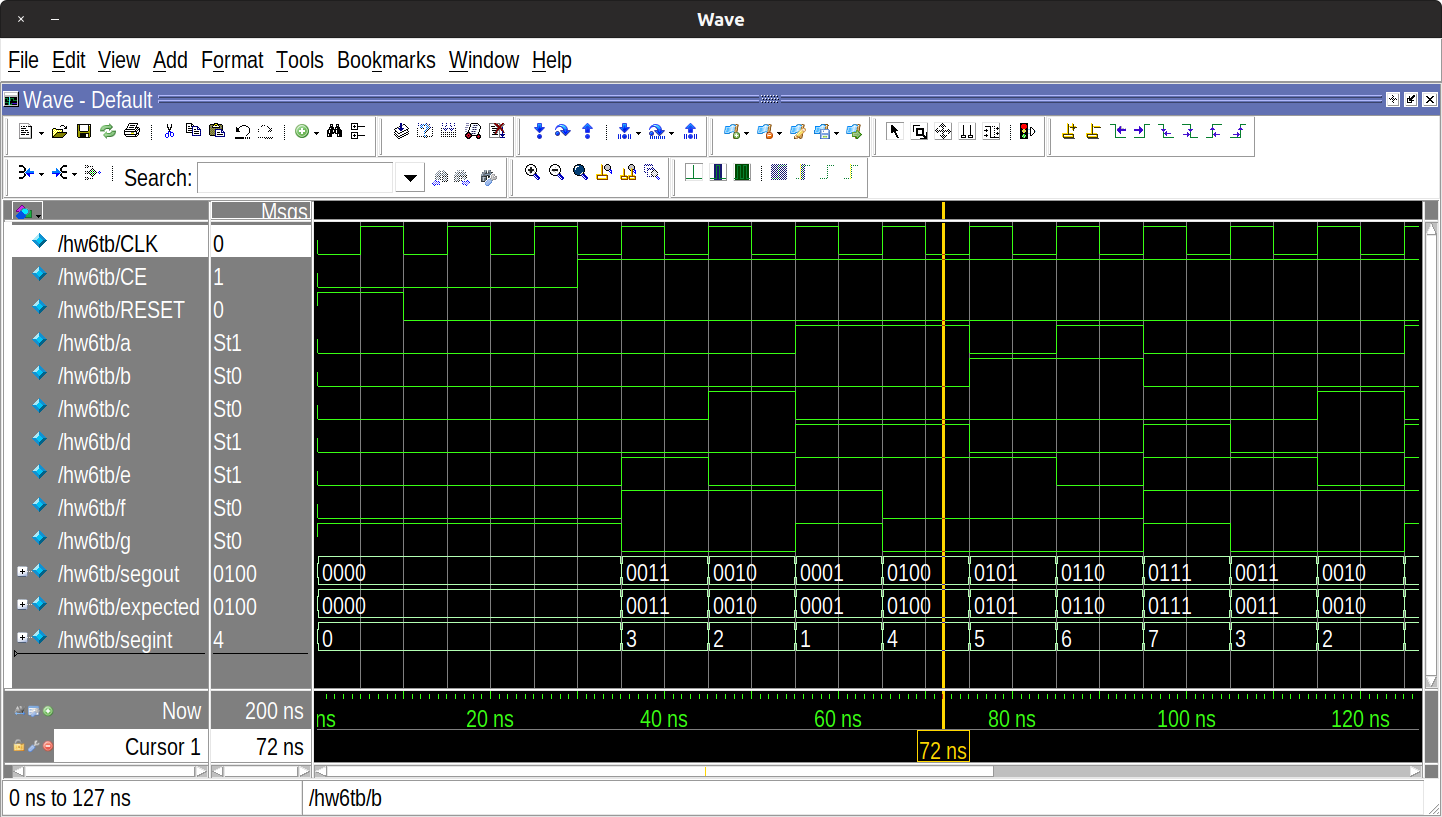 Wave
File Edit View Add Format Tools Bookmarks Window Help
Wave - Default
Search:
Msgs
/hw6tb/CLK 0
/hw6tb/CE 1
/hw6tb/RESET 0
/hw6tb/a St1
/hw6tb/b St0
/hw6tb/c St0
/hw6tb/d St1
/hw6tb/e St1
/hw6tb/f St0
/hw6tb/g St0
/hw6tb/segout 0100 0000 0011 0010 0001 0100 0101 0110 0111 0011 0010
/hw6tb/expected 0100 0000 0011 0010 0001 0100 0101 0110 0111 0011 0010
/hw6tb/segint 4 0 3 2 1 4 5 6 7 3 2
Now 200 ns ns 20 ns 40 ns 60 ns 80 ns 100 ns 120 ns
Cursor 1 72 ns 72 ns
0 ns to 127 ns /hw6tb/b